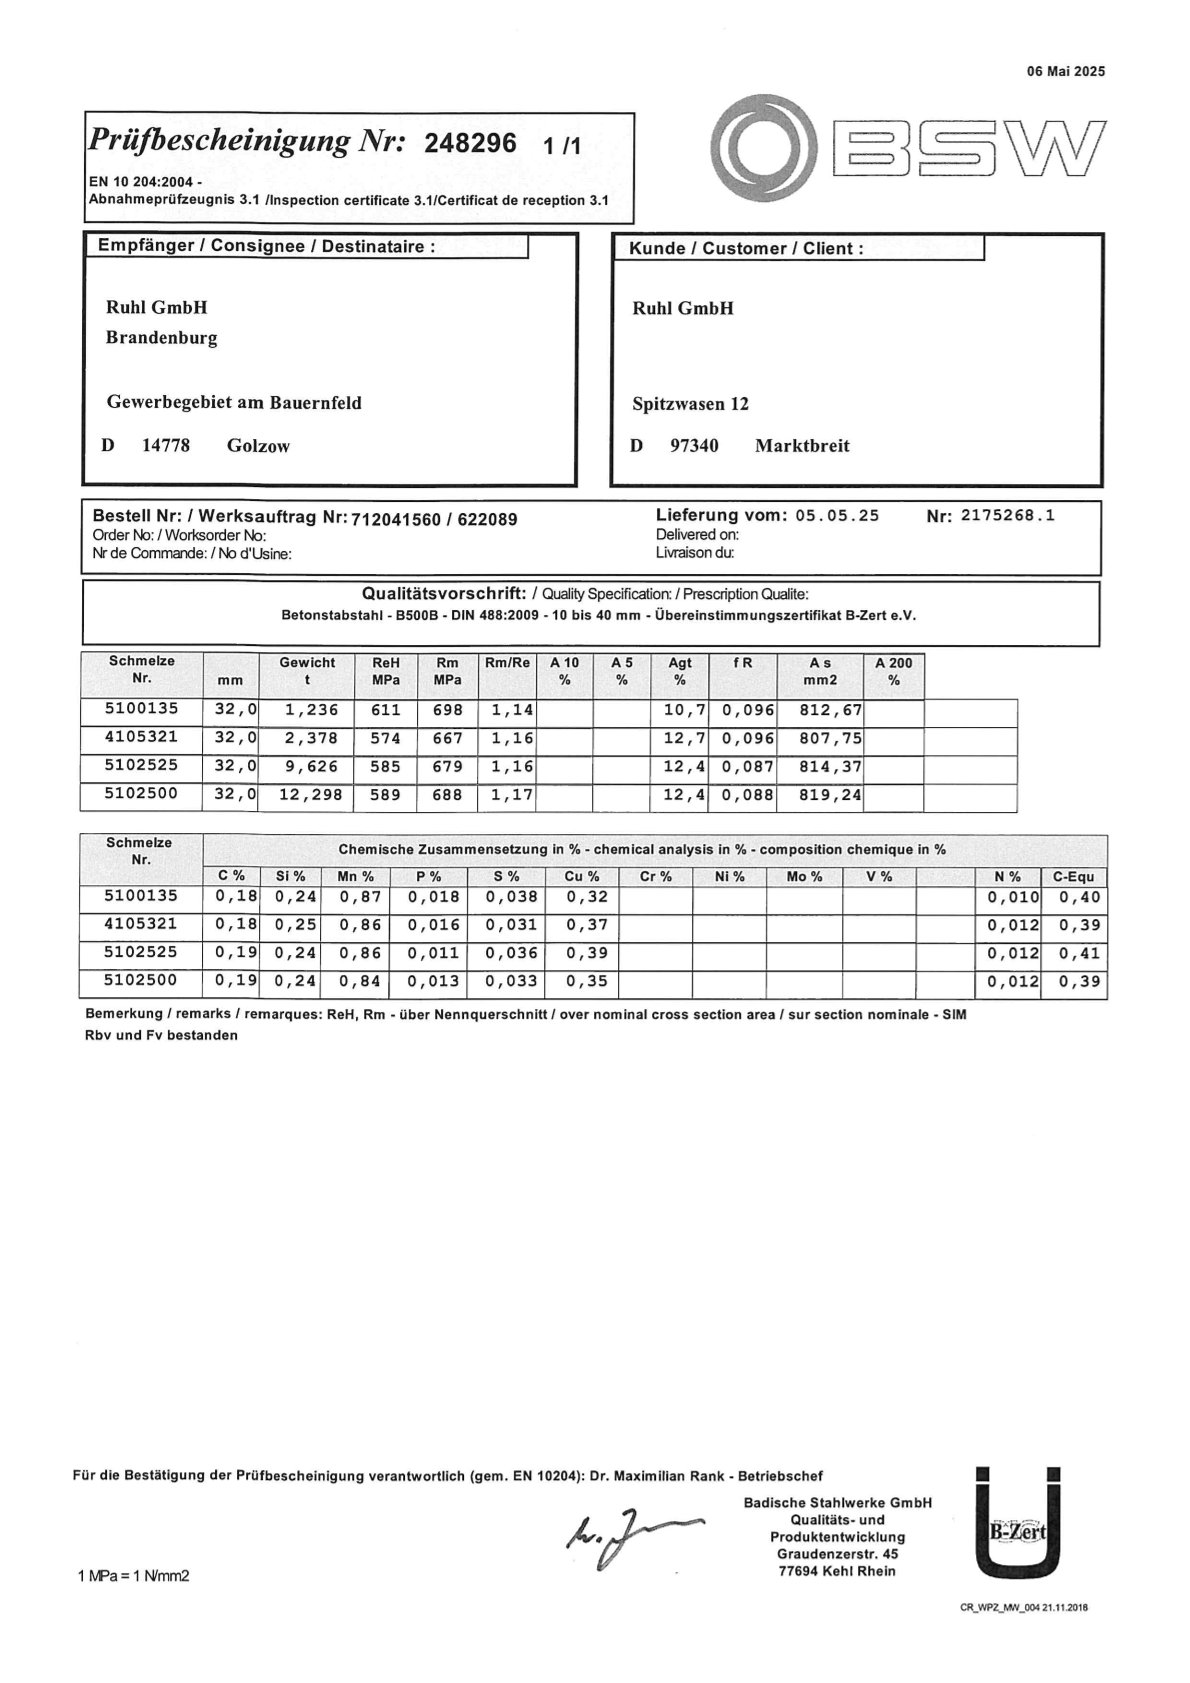 06 Mai 2025
BSW
Prüfbescheinigung Nr: 248296 1 /1
EN 10 204:2004 -
Abnahmeprüfzeugnis 3.1 /Inspection certificate 3.1/Certificat de reception 3.1
Empfänger / Consignee / Destinataire :
Ruhl GmbH
Brandenburg
Gewerbegebiet am Bauernfeld
D 14778 Golzow
Kunde / Customer / Client :
Ruhl GmbH
Spitzwasen 12
D 97340 Marktbreit
Bestell Nr: / Werksauftrag Nr: 712041560 / 622089
Order No: / Worksorder No:
Nr de Commande: / No d'Usine:
Lieferung vom: 05.05.25 Nr: 2175268.1
Delivered on:
Livraison du:
Qualitätsvorschrift: / Quality Specification: / Prescription Qualite:
Betonstabstahl - B500B - DIN 488:2009 - 10 bis 40 mm - Übereinstimmungszertifikat B-Zert e.V.
Schmelze Gewicht ReH Rm Rm/Re A 10 A 5 Agt f R A s A 200
Nr. mm t MPa MPa % % % mm2 %
5100135 32,0 1,236 611 698 1,14 10,7 0,096 812,67
4105321 32,0 2,378 574 667 1,16 12,7 0,096 807,75
5102525 32,0 9,626 585 679 1,16 12,4 0,087 814,37
5102500 32,0 12,298 589 688 1,17 12,4 0,088 819,24
Schmelze
Nr.
Chemische Zusammensetzung in % - chemical analysis in % - composition chemique in %
C % Si % Mn % P % S % Cu % Cr % Ni % Mo % V % N % C-Equ
5100135 0,18 0,24 0,87 0,018 0,038 0,32 0,010 0,40
4105321 0,18 0,25 0,86 0,016 0,031 0,37 0,012 0,39
5102525 0,19 0,24 0,86 0,011 0,036 0,39 0,012 0,41
5102500 0,19 0,24 0,84 0,013 0,033 0,35 0,012 0,39
Bemerkung / remarks / remarques: ReH, Rm - über Nennquerschnitt / over nominal cross section area / sur section nominale - SIM
Rbv und Fv bestanden
Für die Bestätigung der Prüfbescheinigung verantwortlich (gem. EN 10204): Dr. Maximilian Rank - Betriebschef
Badische Stahlwerke GmbH
Qualitäts- und
Produktentwicklung
Graudenzerstr. 45
77694 Kehl Rhein
B-Zert
1 MPa = 1 N/mm2
CR_WPZ_MW_004 21.11.2016